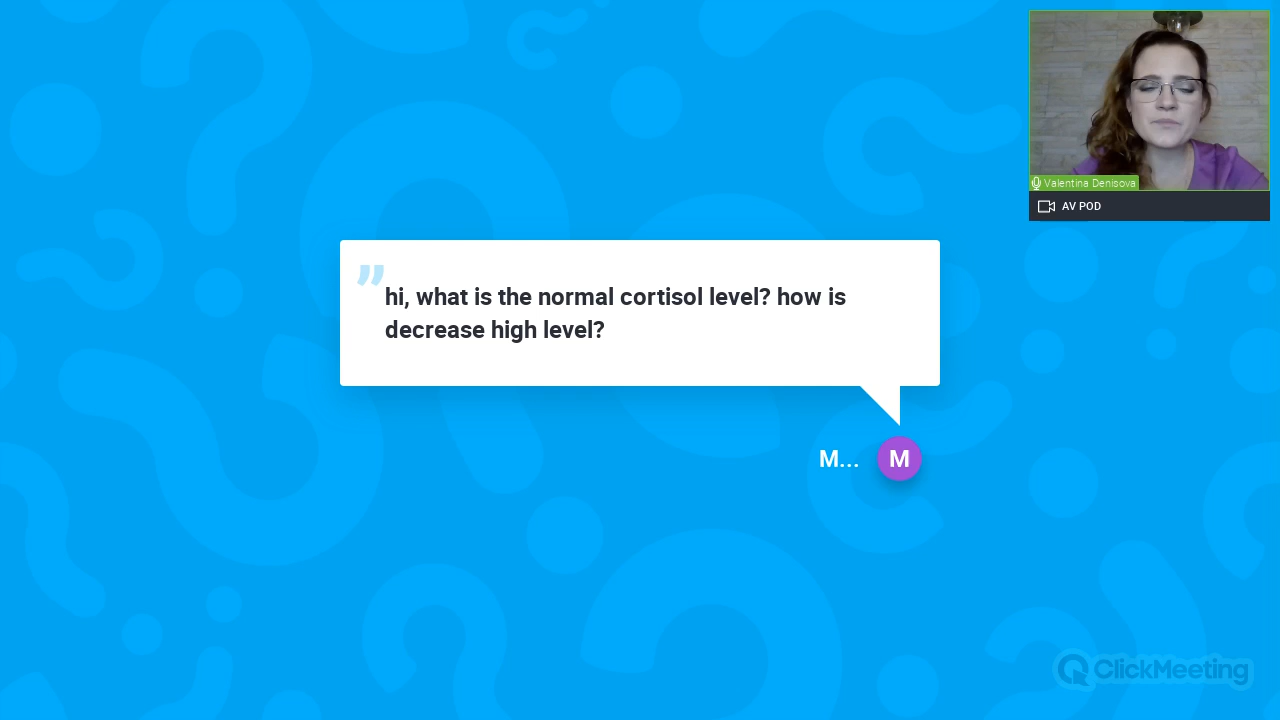 Valentina Denisova
AV POD
hi, what is the normal cortisol level? how is
decrease high level?
M...
M
ClickMeeting